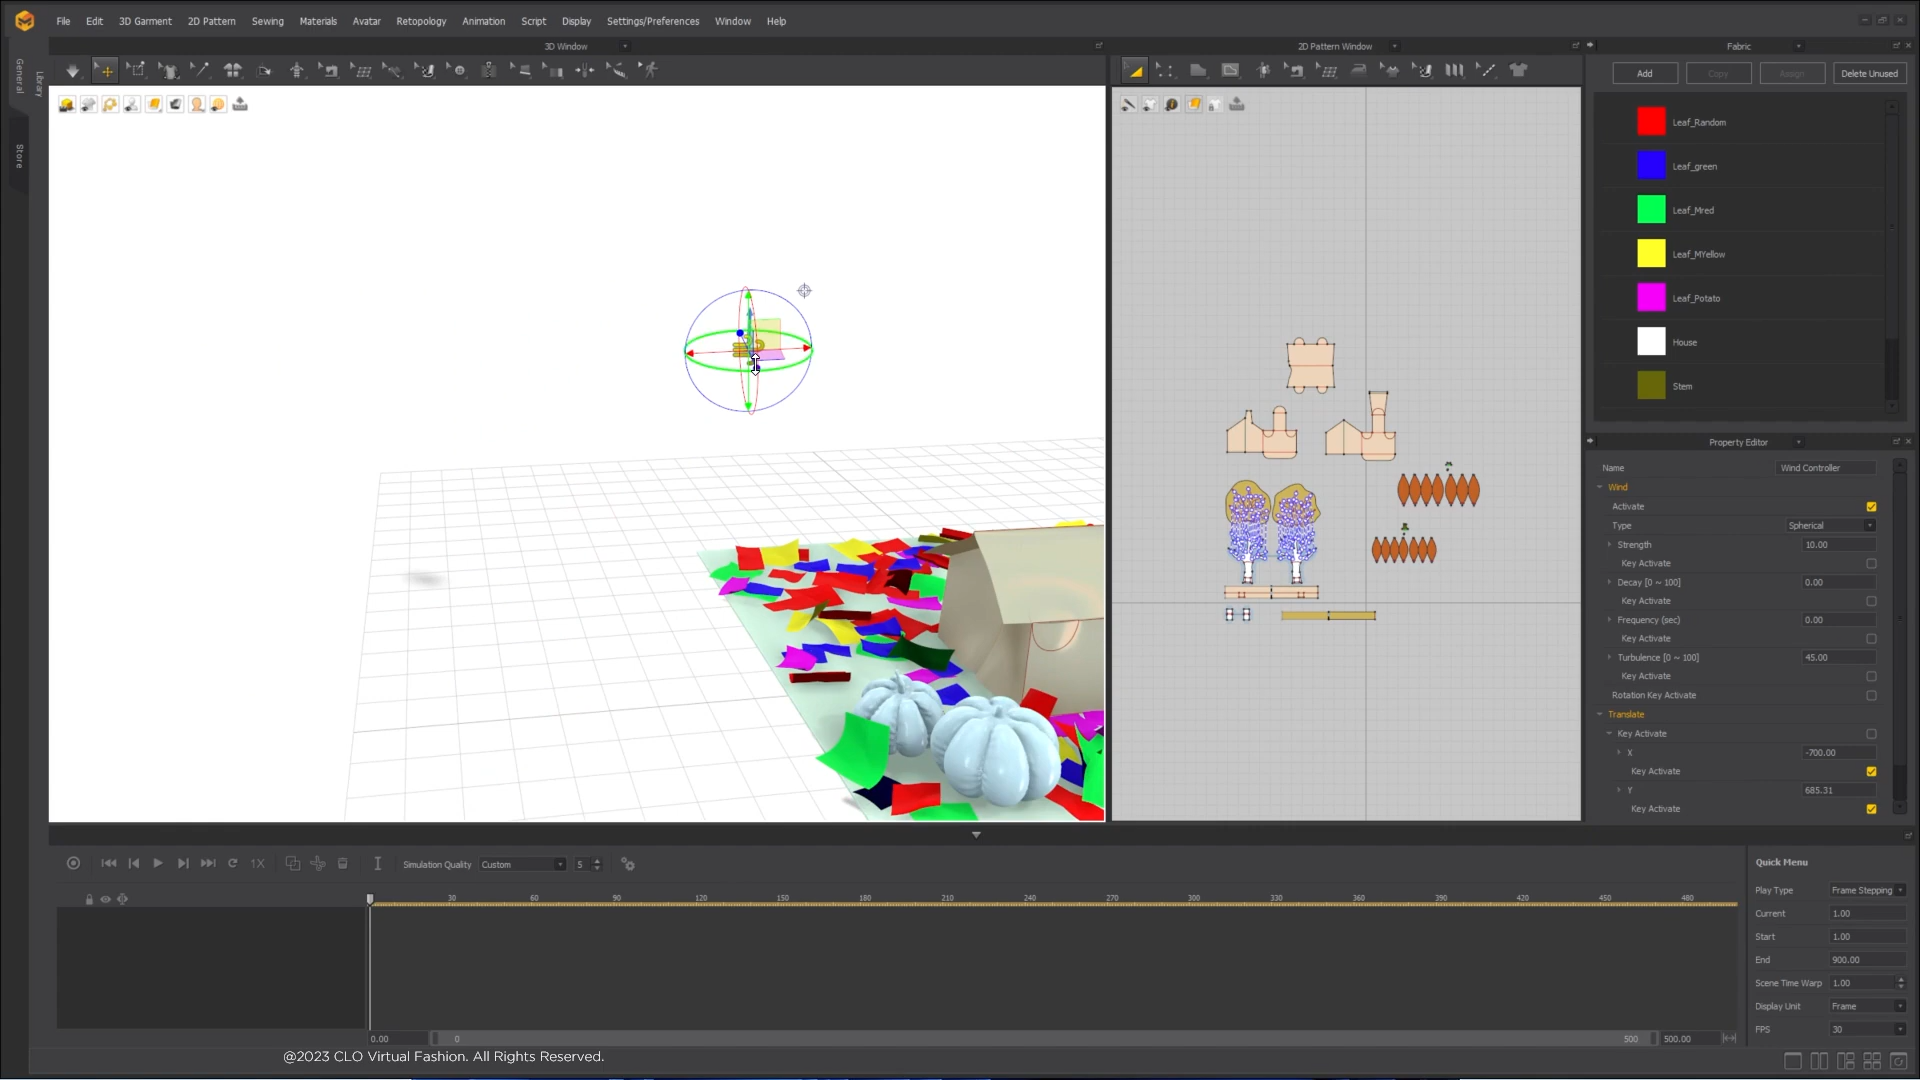 File Edit 3D Garment 2D Pattern Sewing Materials Avatar Retopology Animation Script Display Settings/Preferences Window Help
General
Library
Store
3D Window
2D Pattern Window
Fabric
Add Copy Assign Delete Unused
Leaf_Random
Leaf_green
Leaf_Mred
Leaf_MYellow
Leaf_Potato
House
Stem
Property Editor
Name Wind Controller
Wind
Activate
Type Spherical
Strength 10.00
Key Activate
Decay [0 ~ 100] 0.00
Key Activate
Frequency (sec) 0.00
Key Activate
Turbulence [0 ~ 100] 45.00
Key Activate
Rotation Key Activate
Translate
Key Activate
X -700.00
Key Activate
Y 685.31
Key Activate
1X Simulation Quality Custom 5
30 60 90 120 150 180 210 240 270 300 330 360 390 420 450 480
0.00 0 500 500.00
Quick Menu
Play Type Frame Stepping
Current 1.00
Start 1.00
End 900.00
Scene Time Warp 1.00
Display Unit Frame
FPS 30
@2023 CLO Virtual Fashion. All Rights Reserved.